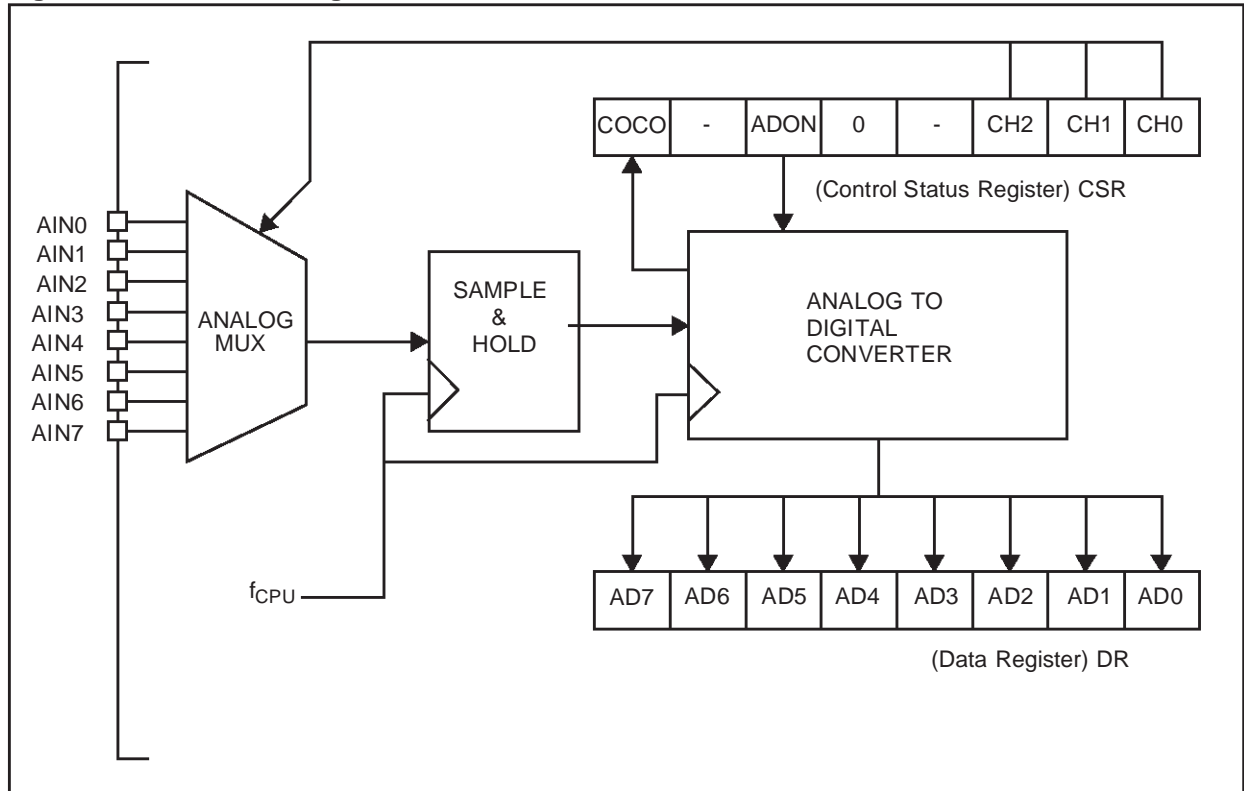 COCO - ADON 0 - CH2 CH1 CH0
(Control Status Register) CSR
AIN0
AIN1
AIN2
AIN3
AIN4
AIN5
AIN6
AIN7
ANALOG
MUX
SAMPLE
&
HOLD
ANALOG TO
DIGITAL
CONVERTER
fCPU
AD7 AD6 AD5 AD4 AD3 AD2 AD1 AD0
(Data Register) DR